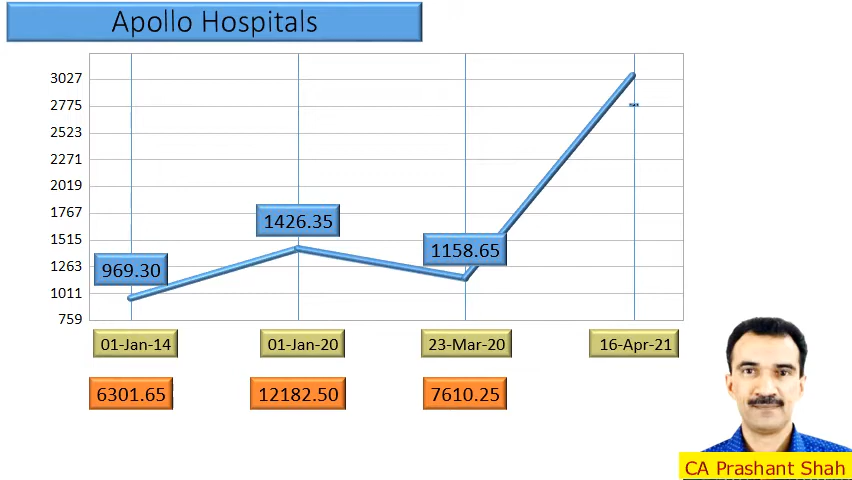 Apollo Hospitals
3027
2775
2523
2271
2019
1767
1515
1263
1011
759
969.30
1426.35
1158.65
01-Jan-14
01-Jan-20
23-Mar-20
16-Apr-21
6301.65
12182.50
7610.25
CA Prashant Shah